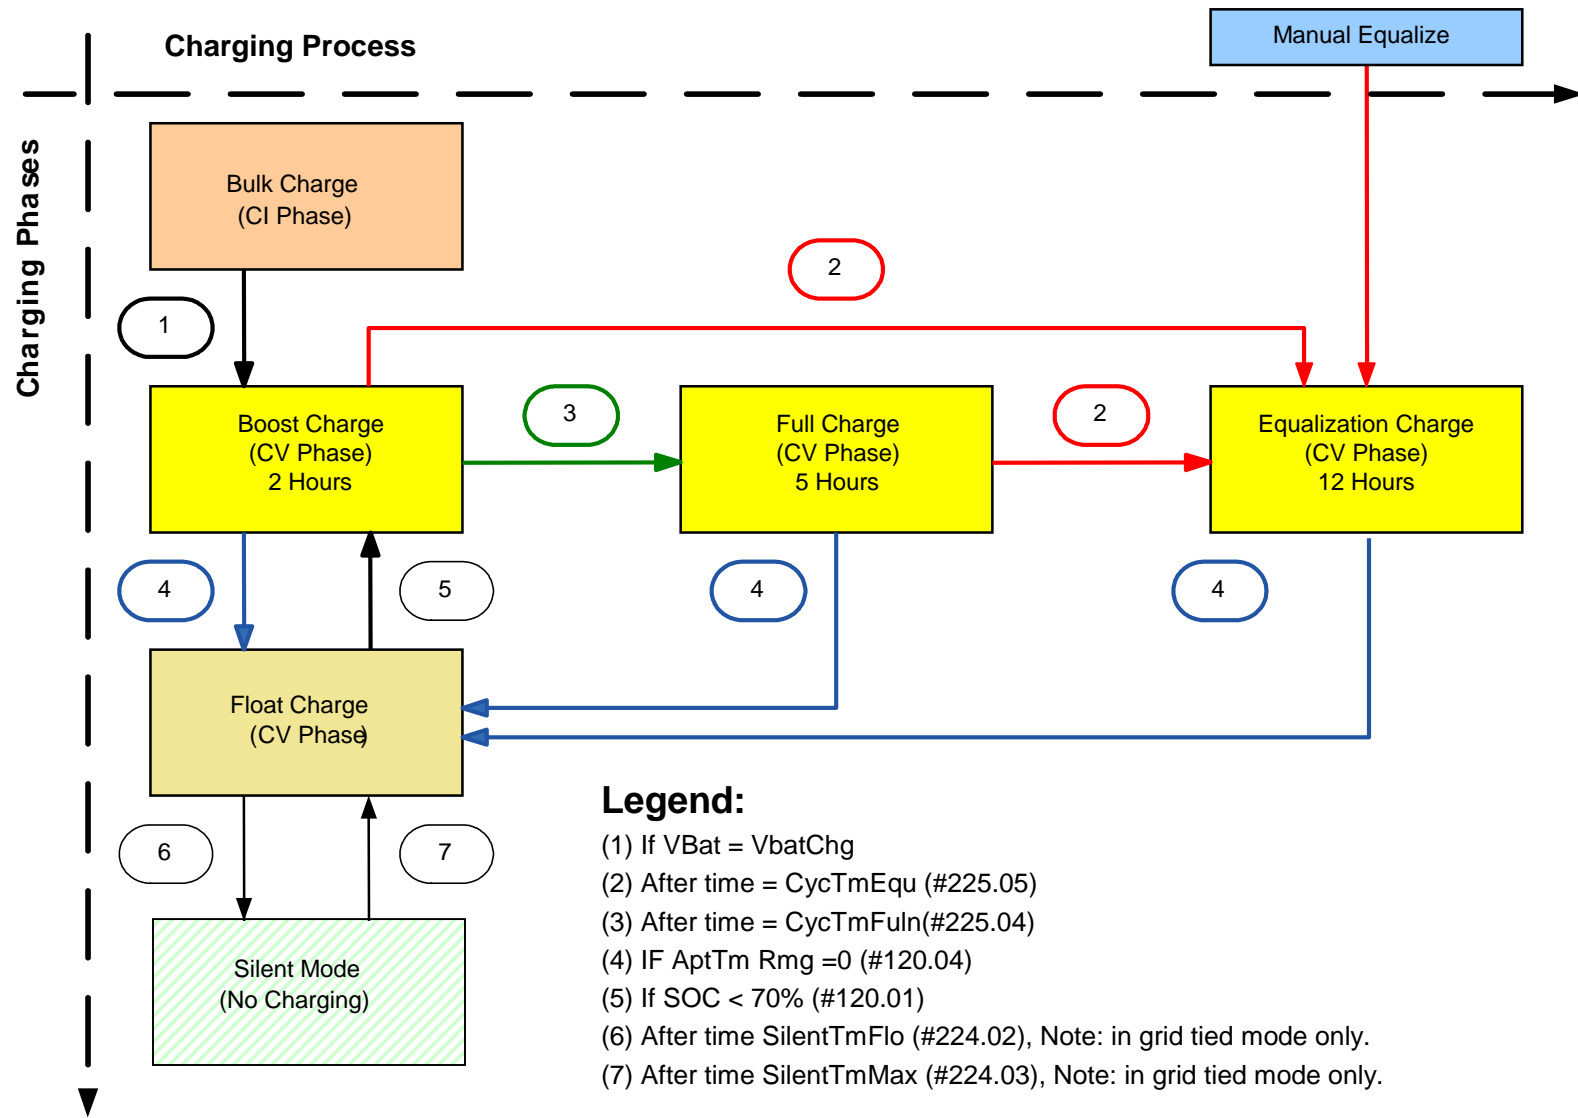 Charging Process
Manual Equalize
Charging Phases
Bulk Charge
(CI Phase)
2
1
Boost Charge
(CV Phase)
2 Hours
3
Full Charge
(CV Phase)
5 Hours
2
Equalization Charge
(CV Phase)
12 Hours
4
5
4
4
Float Charge
(CV Phase)
6
7
Silent Mode
(No Charging)
Legend:
(1) If VBat = VbatChg
(2) After time = CycTmEqu (#225.05)
(3) After time = CycTmFuln(#225.04)
(4) IF AptTm Rmg =0 (#120.04)
(5) If SOC < 70% (#120.01)
(6) After time SilentTmFlo (#224.02), Note: in grid tied mode only.
(7) After time SilentTmMax (#224.03), Note: in grid tied mode only.